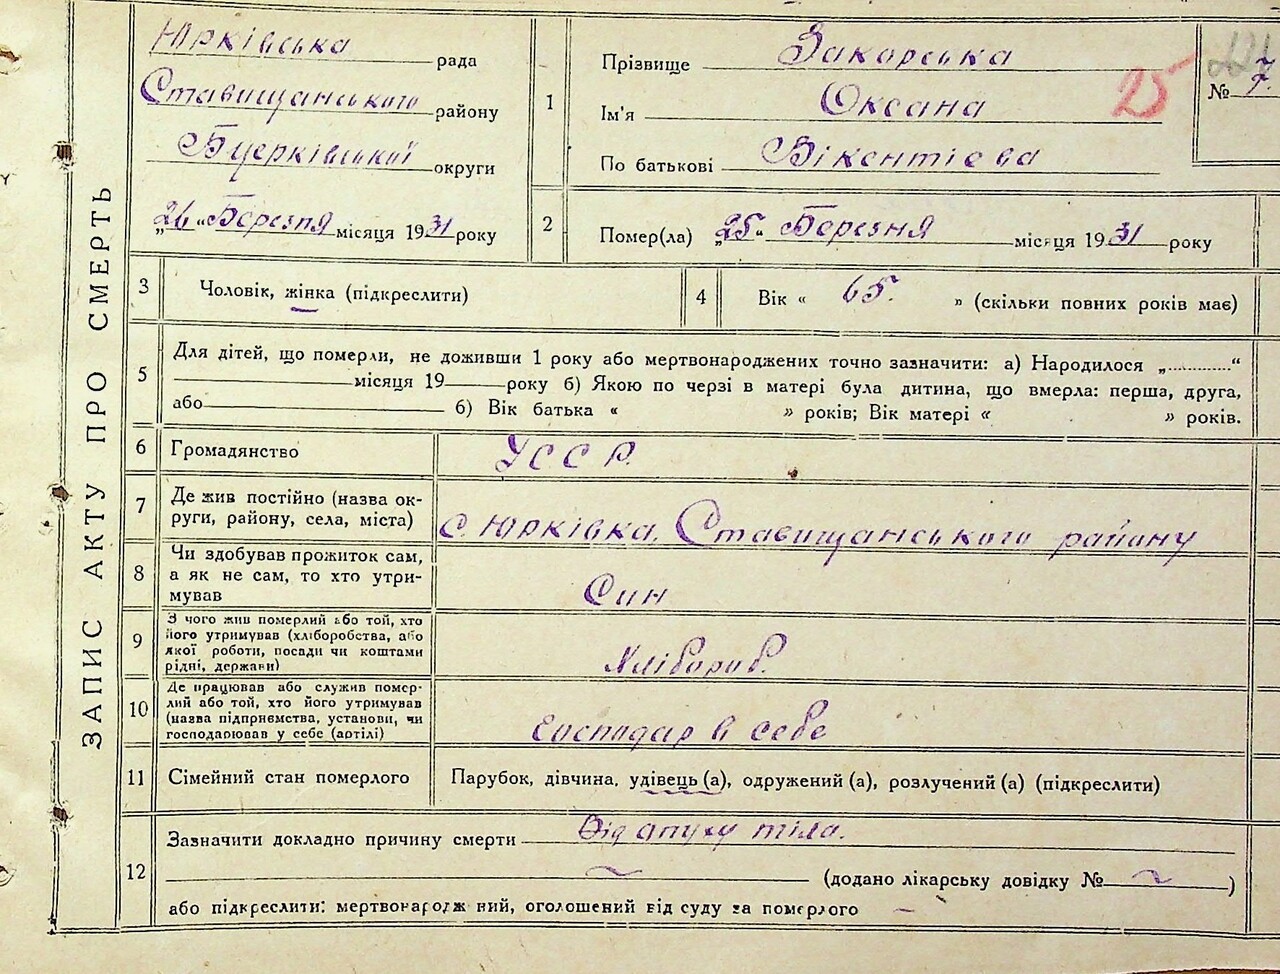 ЗАПИС АКТУ ПРО СМЕРТЬ
Юрківська рада
Ставищанського району
Буерківської округи
„26“ Березня місяця 1931 року
1
Прізвище Закорська
Ім'я Оксана
По батькові Вікентієва
25
№ 7.
2
Помер(ла) „25“ Березня місяця 1931 року
3
Чоловік, жінка (підкреслити)
4
Вік « 65. » (скільки повних років має)
5
Для дітей, що померли, не доживши 1 року або мертвонароджених точно зазначити: а) Народилося „............“
місяця 19 року б) Якою по черзі в матері була дитина, що вмерла: перша, друга,
або б) Вік батька « » років; Вік матері « » років.
6
Громадянство УССР.
7
Де жив постійно (назва ок-
руги, району, села, міста)
с. Юрківка, Ставищанського району
8
Чи здобував прожиток сам,
а як не сам, то хто утри-
мував
Син
9
З чого жив померлий або той, хто
його утримував (хліборобства, або
якої роботи, посади чи коштами
рідні, держави)
Хлібороб.
10
Де працював або служив помер-
лий або той, хто його утримував
(назва підприємства, установи, чи
господарював у себе (артілі)
Господар в себе
11
Сімейний стан померлого
Парубок, дівчина, удівець (а), одружений (а), розлучений (а) (підкреслити)
12
Зазначити докладно причину смерти Від опуху тіла.
(додано лікарську довідку № )
або підкреслити: мертвонароджений, оголошений від суду за померлого